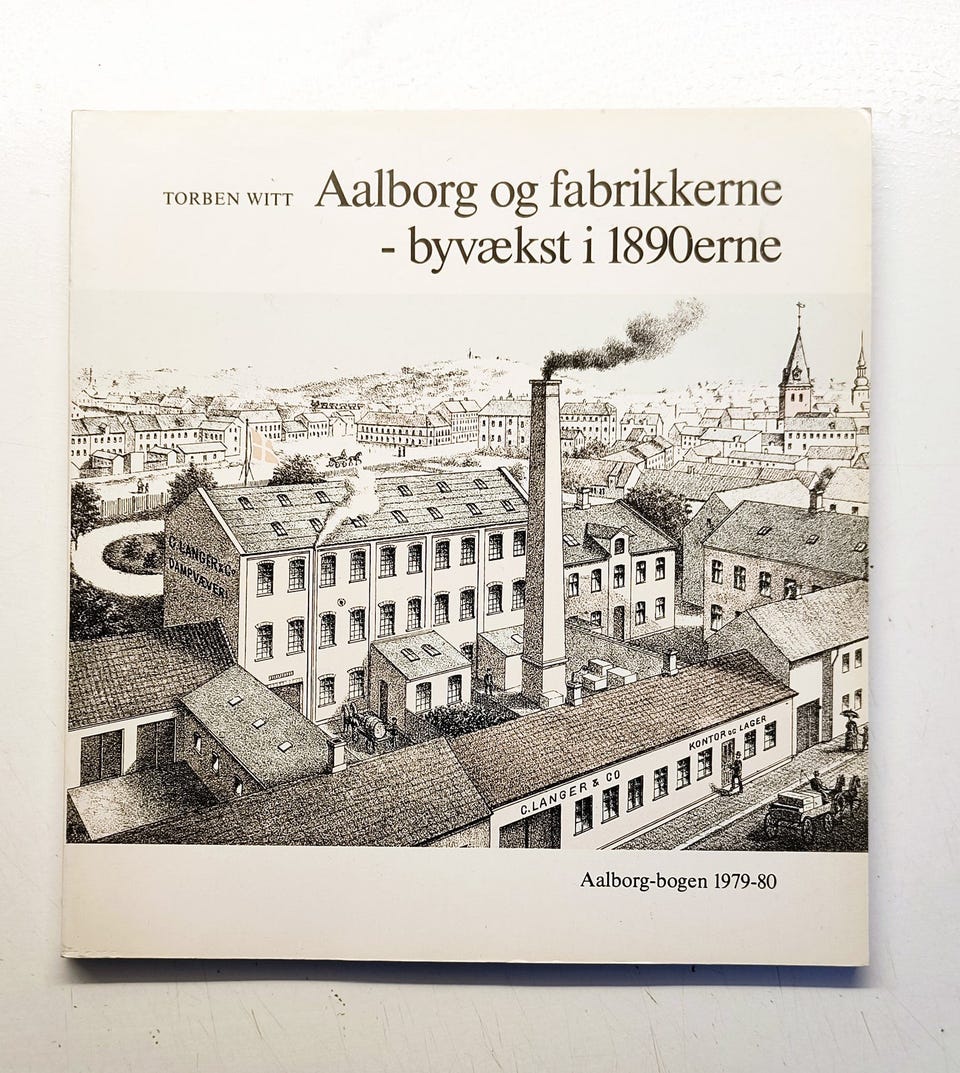 TORBEN WITT Aalborg og fabrikkerne
- byvækst i 1890erne
C. LANGER & Co
DAMPVÆVERI
KONTOR OG LAGER
C. LANGER & CO
Aalborg-bogen 1979-80